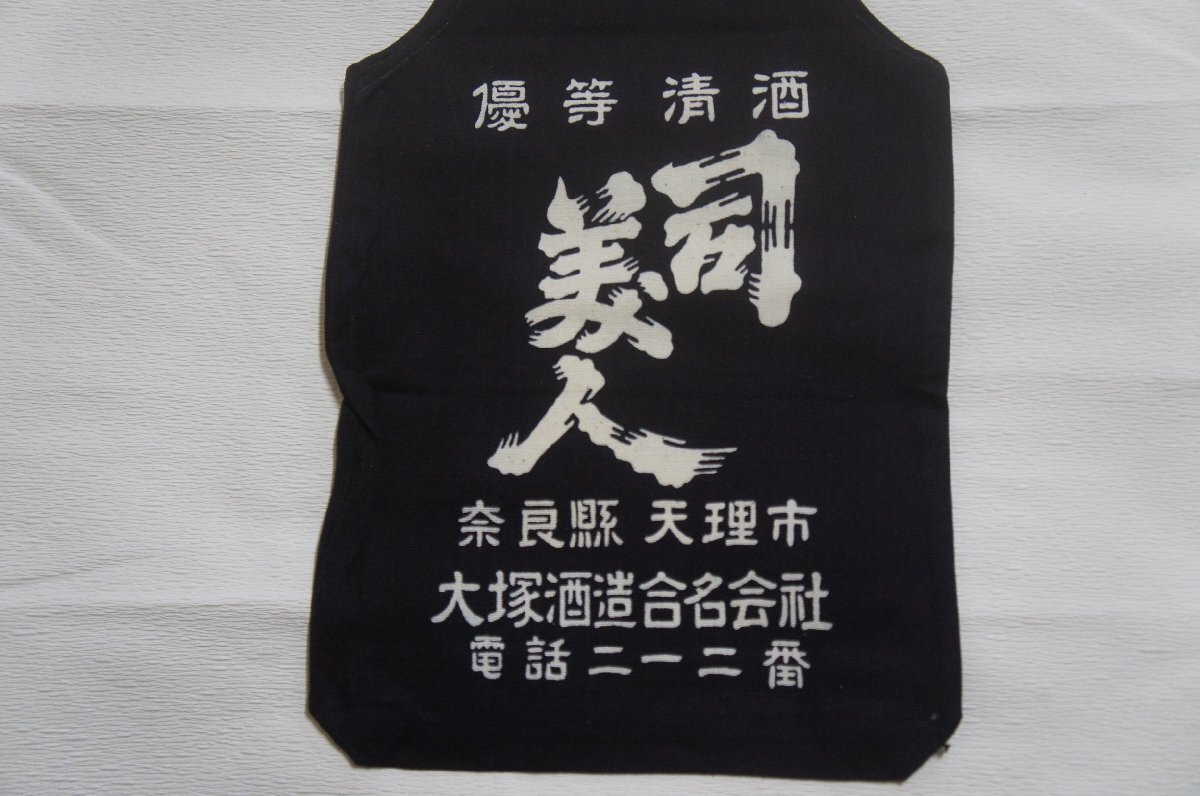 優等清酒
司
美人
奈良縣 天理市
大塚酒造合名会社
電話二一二番